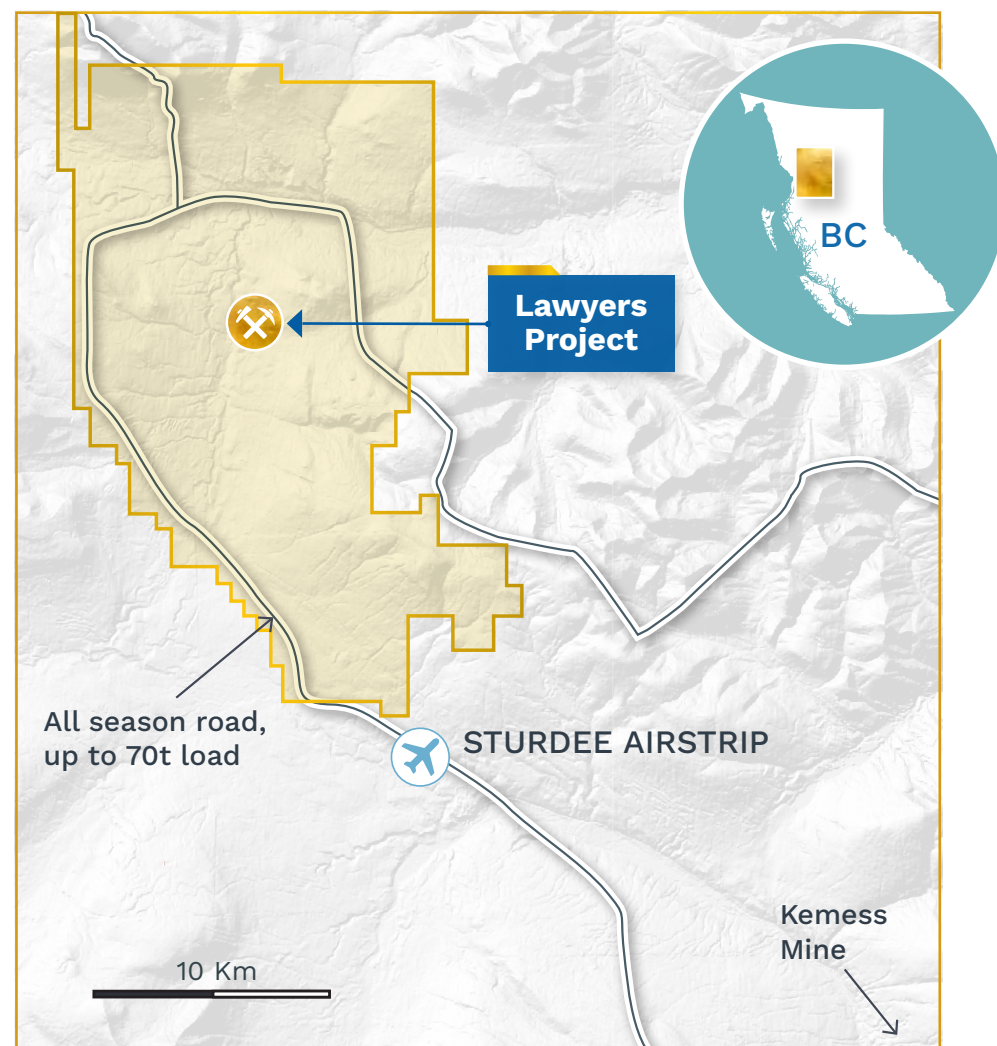 BC
Lawyers
Project
All season road,
up to 70t load
STURDEE AIRSTRIP
Kemess
Mine
10 Km